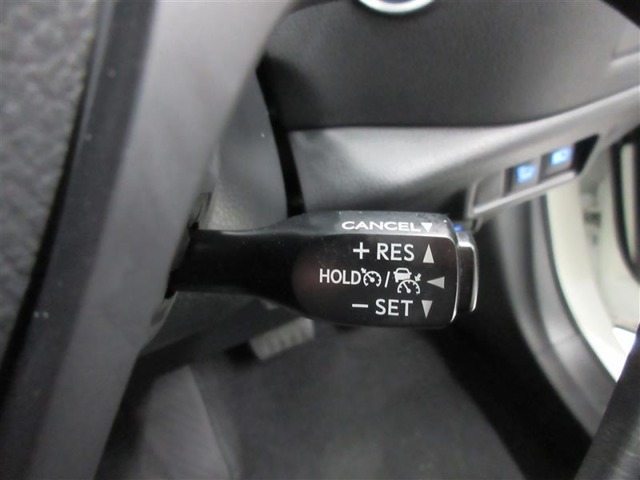 CANCEL▼
+ RES ▲
HOLD / ◀
− SET ▼